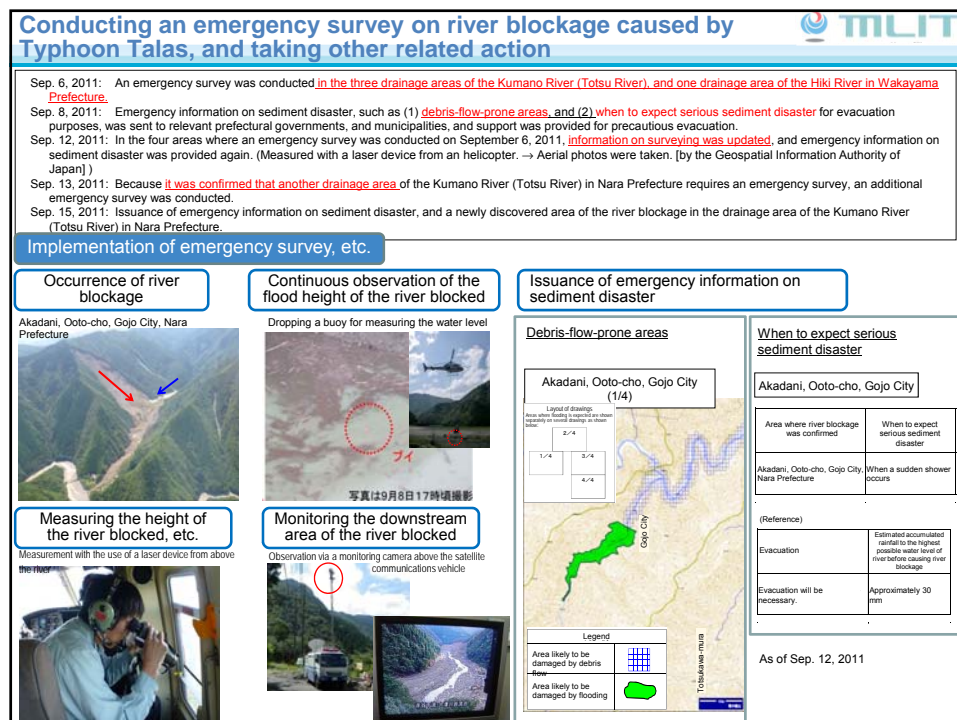 Conducting an emergency survey on river blockage caused by
Typhoon Talas, and taking other related action
MLIT
Sep. 6, 2011: An emergency survey was conducted in the three drainage areas of the Kumano River (Totsu River), and one drainage area of the Hiki River in Wakayama
Prefecture.
Sep. 8, 2011: Emergency information on sediment disaster, such as (1) debris-flow-prone areas, and (2) when to expect serious sediment disaster for evacuation
purposes, was sent to relevant prefectural governments, and municipalities, and support was provided for precautious evacuation.
Sep. 12, 2011: In the four areas where an emergency survey was conducted on September 6, 2011, information on surveying was updated, and emergency information on
sediment disaster was provided again. (Measured with a laser device from an helicopter. → Aerial photos were taken. [by the Geospatial Information Authority of
Japan] )
Sep. 13, 2011: Because it was confirmed that another drainage area of the Kumano River (Totsu River) in Nara Prefecture requires an emergency survey, an additional
emergency survey was conducted.
Sep. 15, 2011: Issuance of emergency information on sediment disaster, and a newly discovered area of the river blockage in the drainage area of the Kumano River
(Totsu River) in Nara Prefecture.
Implementation of emergency survey, etc.
Occurrence of river
blockage
Akadani, Ooto-cho, Gojo City, Nara
Prefecture
Continuous observation of the
flood height of the river blocked
Dropping a buoy for measuring the water level
ブイ
写真は9月8日17時頃撮影
Measuring the height of
the river blocked, etc.
Measurement with the use of a laser device from above
the river
Monitoring the downstream
area of the river blocked
Observation via a monitoring camera above the satellite
communications vehicle
Issuance of emergency information on
sediment disaster
Debris-flow-prone areas
Akadani, Ooto-cho, Gojo City
(1/4)
Layout of drawings
Areas where flooding is expected are shown
separately on several drawings as shown
below.
2/4
1/4
3/4
4/4
Gojo City
Totsukawa-mura
Legend
Area likely to be
damaged by debris
flow
Area likely to be
damaged by flooding
When to expect serious
sediment disaster
Akadani, Ooto-cho, Gojo City
Area where river blockage
was confirmed
When to expect
serious sediment
disaster
Akadani, Ooto-cho, Gojo City,
Nara Prefecture
When a sudden shower
occurs
(Reference)
Evacuation
Estimated accumulated
rainfall to the highest
possible water level of
river before causing river
blockage
Evacuation will be
necessary.
Approximately 30
mm
As of Sep. 12, 2011